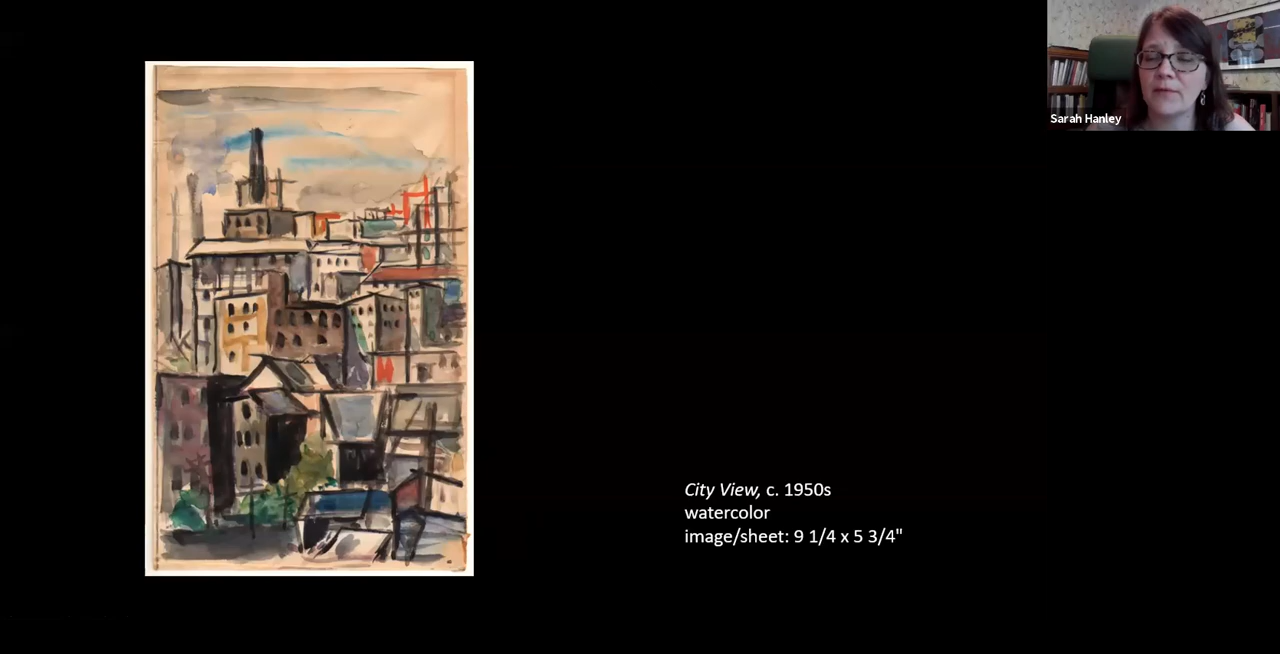 Sarah Hanley
City View, c. 1950s
watercolor
image/sheet: 9 1/4 x 5 3/4"